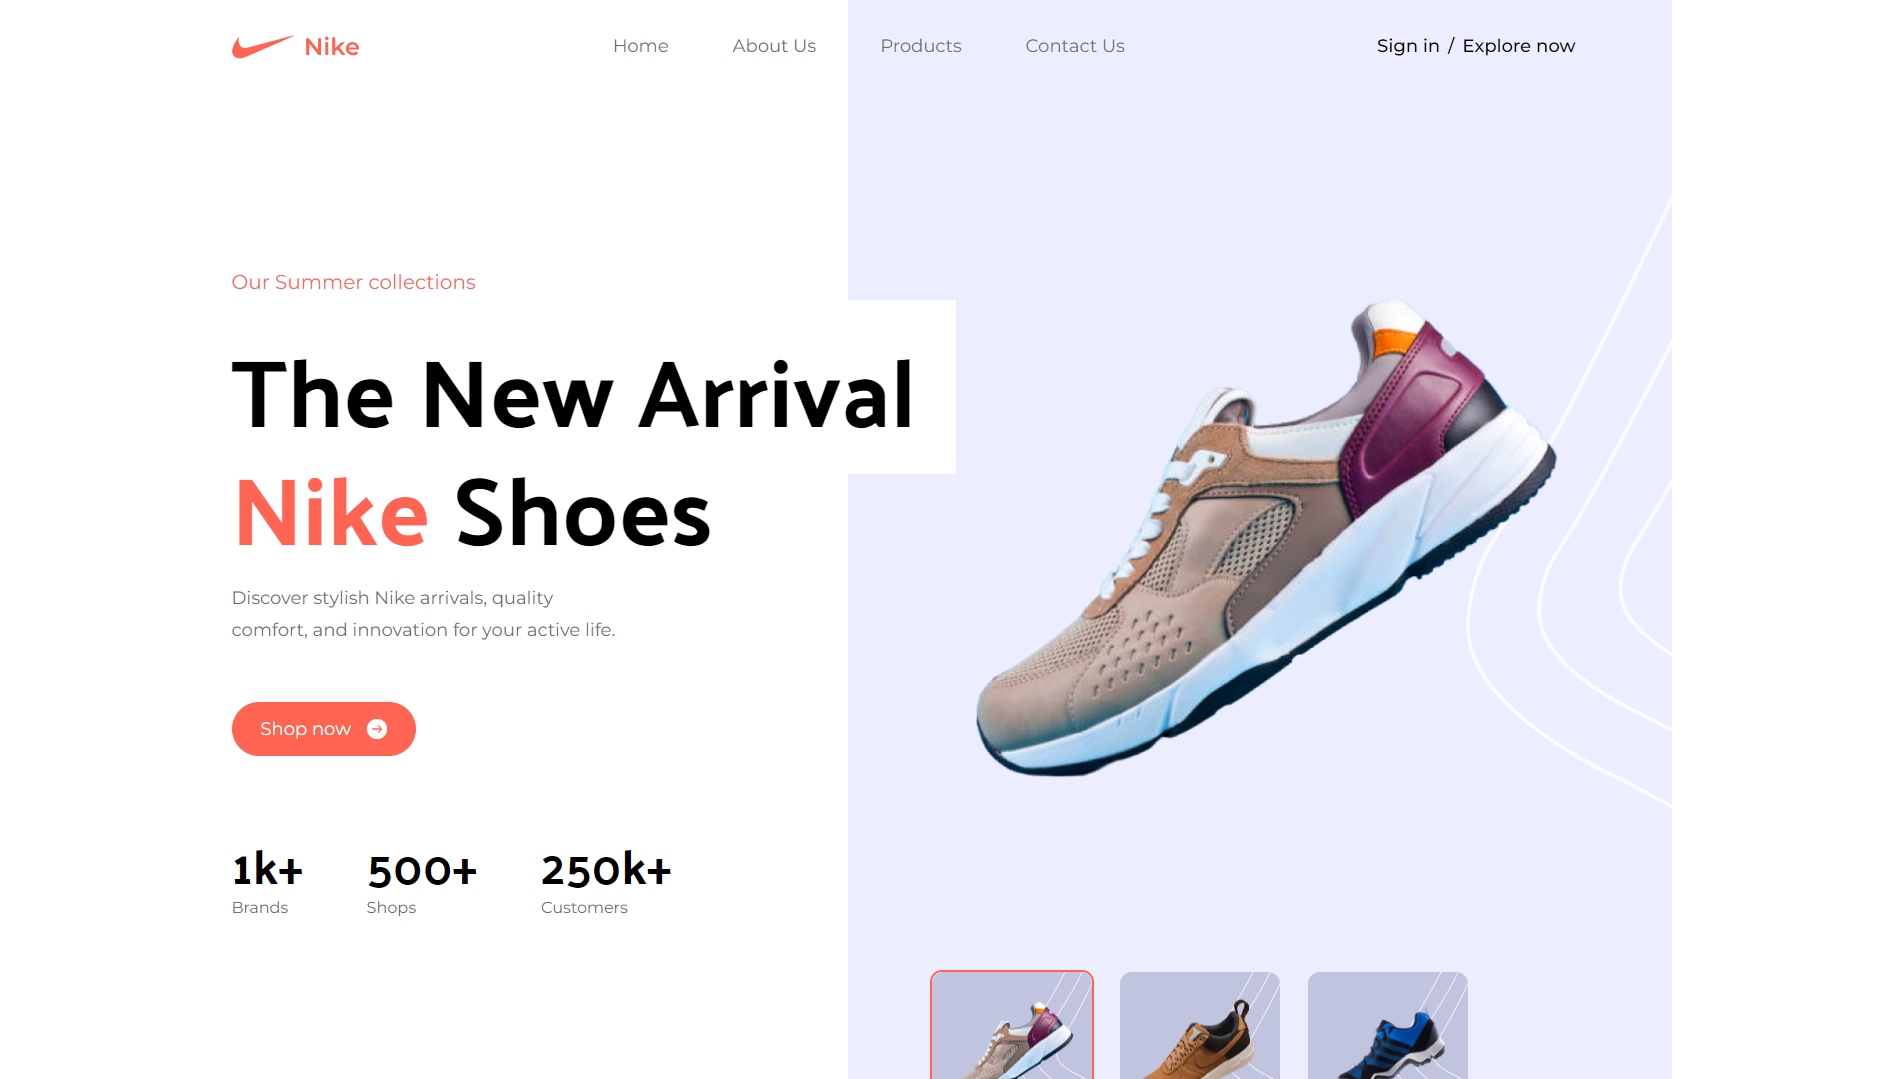 Nike
Home
About Us
Products
Contact Us
Sign in / Explore now
Our Summer collections
The New Arrival
Nike Shoes
Discover stylish Nike arrivals, quality
comfort, and innovation for your active life.
Shop now
1k+
Brands
500+
Shops
250k+
Customers